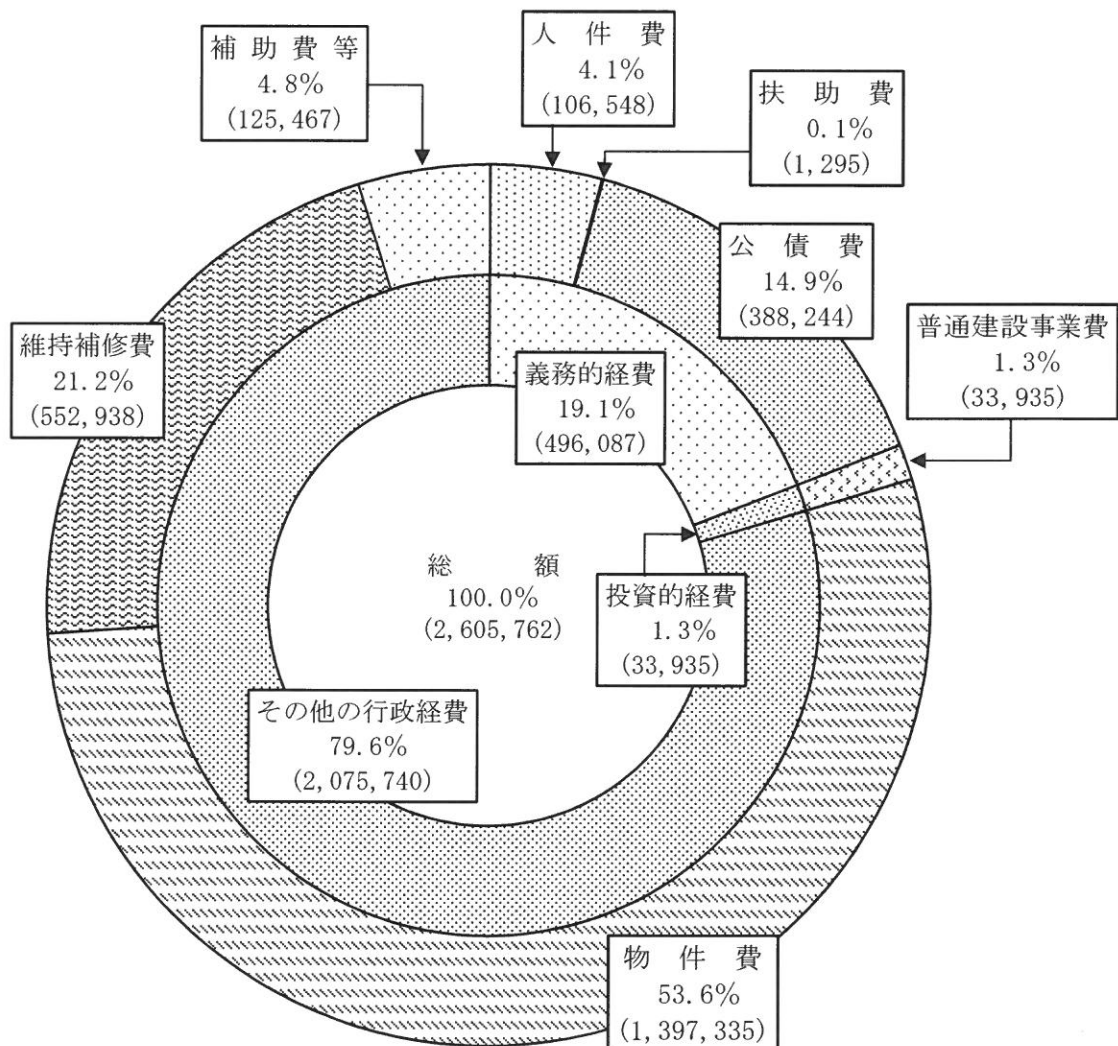 補助費等
4.8%
(125,467)
人件費
4.1%
(106,548)
扶助費
0.1%
(1,295)
公債費
14.9%
(388,244)
普通建設事業費
1.3%
(33,935)
維持補修費
21.2%
(552,938)
義務的経費
19.1%
(496,087)
総額
100.0%
(2,605,762)
投資的経費
1.3%
(33,935)
その他の行政経費
79.6%
(2,075,740)
物件費
53.6%
(1,397,335)